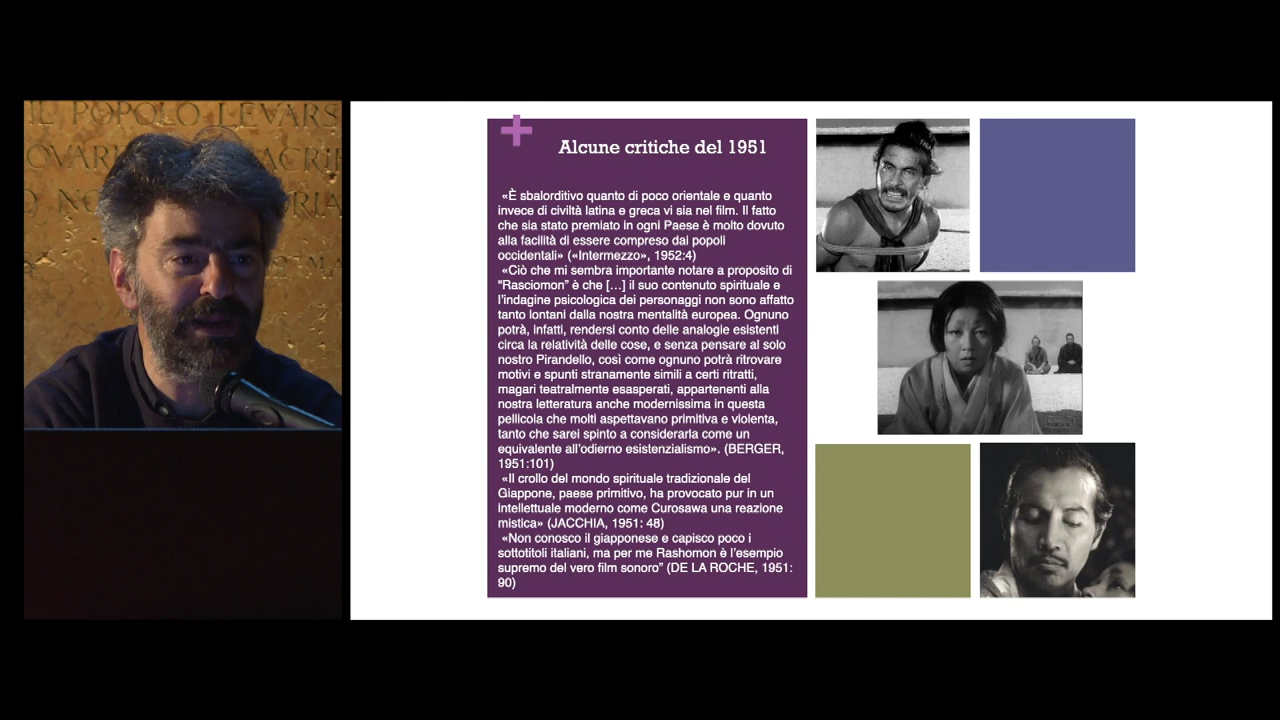 IL POPOLO LEVARS
OVARE
ACRI
NO
RIA
MA
+
Alcune critiche del 1951
«È sbalorditivo quanto di poco orientale e quanto
invece di civiltà latina e greca vi sia nel film. Il fatto
che sia stato premiato in ogni Paese è molto dovuto
alla facilità di essere compreso dai popoli
occidentali» («Intermezzo», 1952:4)
«Ciò che mi sembra importante notare a proposito di
"Rasciomon" è che […] il suo contenuto spirituale e
l'indagine psicologica dei personaggi non sono affatto
tanto lontani dalla nostra mentalità europea. Ognuno
potrà, infatti, rendersi conto delle analogie esistenti
circa la relatività delle cose, e senza pensare al solo
nostro Pirandello, così come ognuno potrà ritrovare
motivi e spunti stranamente simili a certi ritratti,
magari teatralmente esasperati, appartenenti alla
nostra letteratura anche modernissima in questa
pellicola che molti aspettavano primitiva e violenta,
tanto che sarei spinto a considerarla come un
equivalente all'odierno esistenzialismo». (BERGER,
1951:101)
«Il crollo del mondo spirituale tradizionale del
Giappone, paese primitivo, ha provocato pur in un
intellettuale moderno come Curosawa una reazione
mistica» (JACCHIA, 1951: 48)
«Non conosco il giapponese e capisco poco i
sottotitoli italiani, ma per me Rashomon è l'esempio
supremo del vero film sonoro" (DE LA ROCHE, 1951:
90)